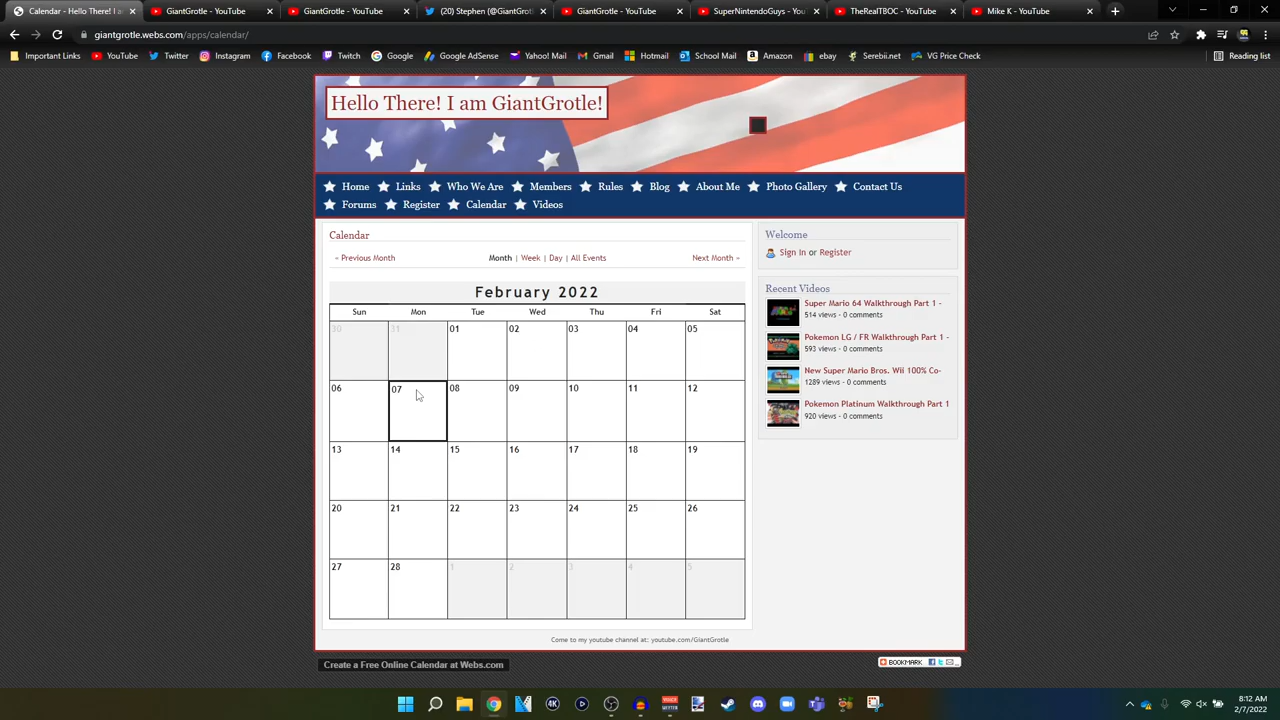 Hello There! I a
(20) Stephen (@G
GiantGrotle - YouTube
SuperNintendoMi
TheRisteon - YouTube
Mike K - YouTube
giantgrotle.webs.com/apps/calendar/
Important Links YouTube Twitter Instagram Facebook Twitch Google Google AdSense Yahoo! Mail Gmail Hotmail School Mail Amazon ebay Serebii.net VG Price Check Reading list
Hello There! I am GiantGrotle!
Home Links Who We Are Members Rules Blog About Me Photo Gallery Contact Us
Forums Register Calendar Videos
Calendar
« Previous Month Month | Week | Day | All Events Next Month »
February 2022
Sun Mon Tue Wed Thu Fri Sat
30 31 01 02 03 04 05
06 07 08 09 10 11 12
13 14 15 16 17 18 19
20 21 22 23 24 25 26
27 28 1 2 3 4 5
Welcome
Sign In or Register
Recent Videos
Super Mario 64 Walkthrough Part 1 -
514 views - 0 comments
Pokemon LG / FR Walkthrough Part 1 -
593 views - 0 comments
New Super Mario Bros. Wii 100% Co-
1289 views - 0 comments
Pokemon Platinum Walkthrough Part 1
920 views - 0 comments
Come to my youtube channel at: youtube.com/GiantGrotle
Create a Free Online Calendar at Webs.com
BOOKMARK
8:12 AM
2/7/2022